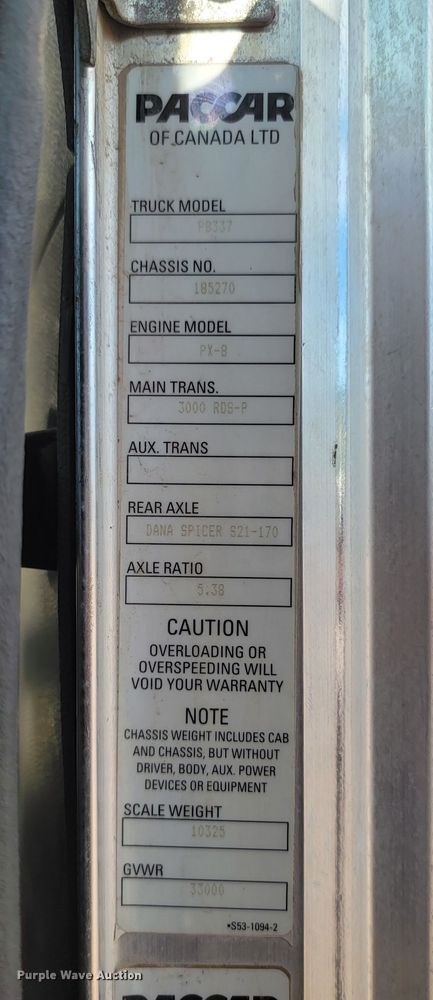 PACCAR
OF CANADA LTD
TRUCK MODEL
PB337
CHASSIS NO.
185270
ENGINE MODEL
PX-8
MAIN TRANS.
3000 RDS-P
AUX. TRANS
REAR AXLE
DANA SPICER S21-170
AXLE RATIO
5.38
CAUTION
OVERLOADING OR
OVERSPEEDING WILL
VOID YOUR WARRANTY
NOTE
CHASSIS WEIGHT INCLUDES CAB
AND CHASSIS, BUT WITHOUT
DRIVER, BODY, AUX. POWER
DEVICES OR EQUIPMENT
SCALE WEIGHT
10325
GVWR
33000
*S53-1094-2
PACCAR
Purple Wave Auction